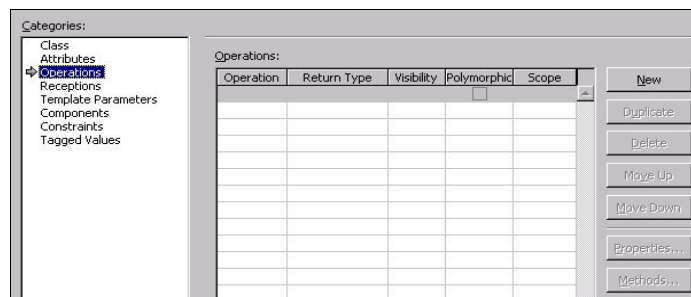 Categories:
Class
Attributes
Operations
Receptions
Template Parameters
Components
Constraints
Tagged Values
Operations:
Operation Return Type Visibility Polymorphic Scope
New
Duplicate
Delete
Move Up
Move Down
Properties...
Methods...